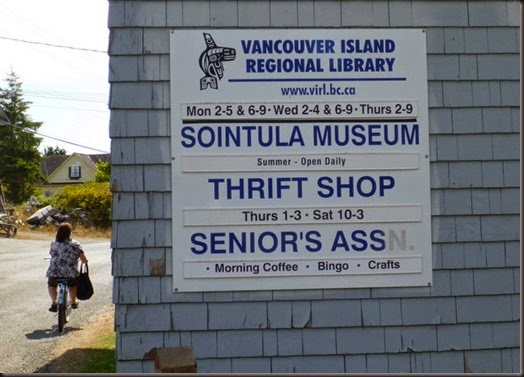 VANCOUVER ISLAND
REGIONAL LIBRARY
www.virl.bc.ca
Mon 2-5 & 6-9 · Wed 2-4 & 6-9 · Thurs 2-9
SOINTULA MUSEUM
Summer - Open Daily
THRIFT SHOP
Thurs 1-3 · Sat 10-3
SENIOR'S ASSN.
· Morning Coffee · Bingo · Crafts